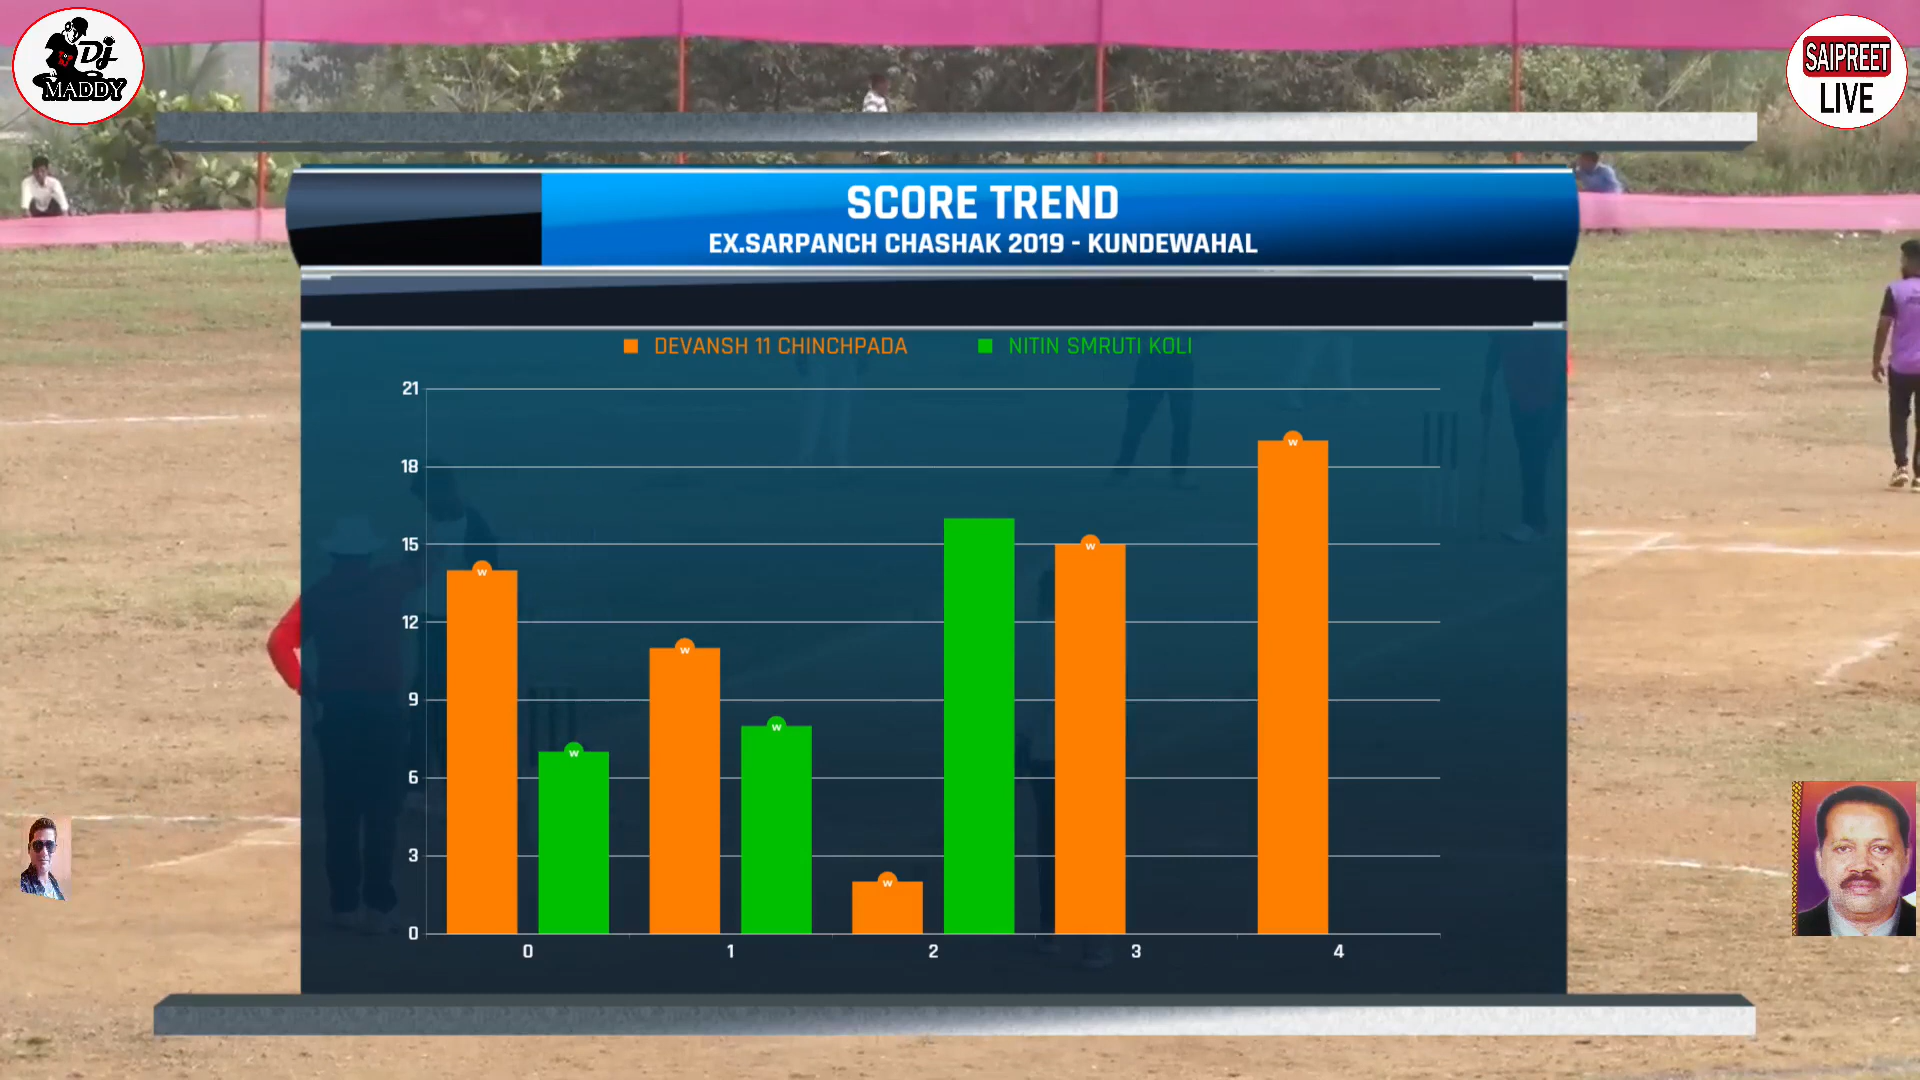 Dj
MADDY
SAIPREET
LIVE
SCORE TREND
EX.SARPANCH CHASHAK 2019 - KUNDEWAHAL
DEVANSH 11 CHINCHPADA
NITIN SMRUTI KOLI
21
18
15
12
9
6
3
0
W
W
W
W
W
W
W
0 1 2 3 4